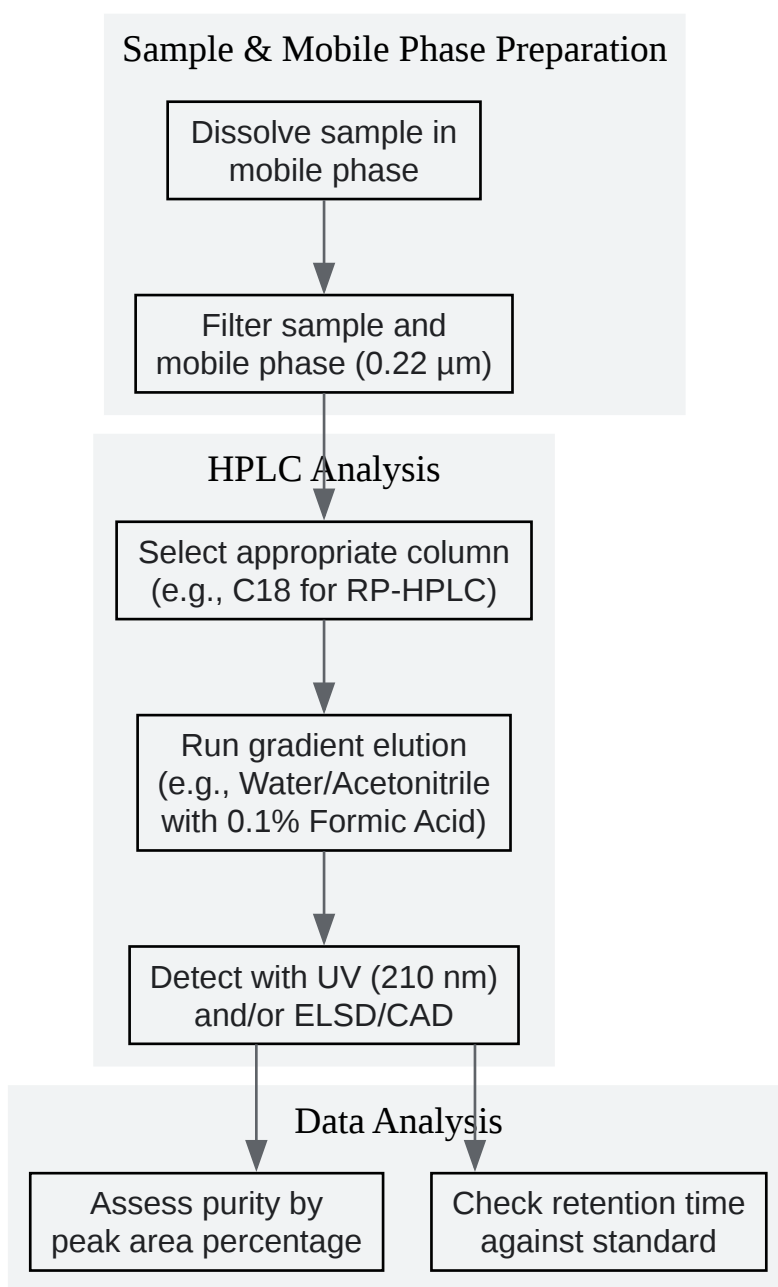 Sample & Mobile Phase Preparation
Dissolve sample in
mobile phase
Filter sample and
mobile phase (0.22 µm)
HPLC Analysis
Select appropriate column
(e.g., C18 for RP-HPLC)
Run gradient elution
(e.g., Water/Acetonitrile
with 0.1% Formic Acid)
Detect with UV (210 nm)
and/or ELSD/CAD
Data Analysis
Assess purity by
peak area percentage
Check retention time
against standard